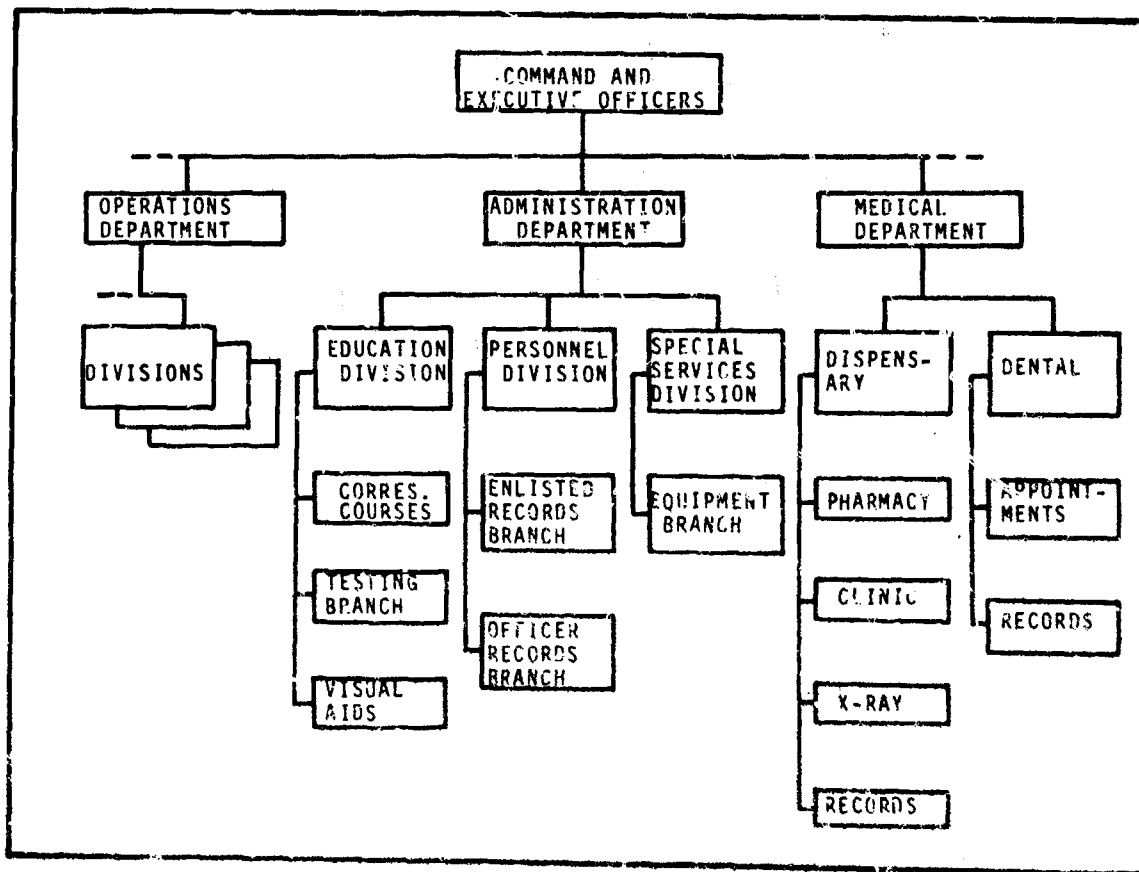 COMMAND AND
EXECUTIVE OFFICERS
OPERATIONS
DEPARTMENT
ADMINISTRATION
DEPARTMENT
MEDICAL
DEPARTMENT
DIVISIONS
EDUCATION
DIVISION
CORRES.
COURSES
TESTING
BRANCH
VISUAL
AIDS
PERSONNEL
DIVISION
ENLISTED
RECORDS
BRANCH
OFFICER
RECORDS
BRANCH
SPECIAL
SERVICES
DIVISION
EQUIPMENT
BRANCH
DISPENS-
ARY
PHARMACY
CLINIC
X-RAY
RECORDS
DENTAL
APPOINT-
MENTS
RECORDS